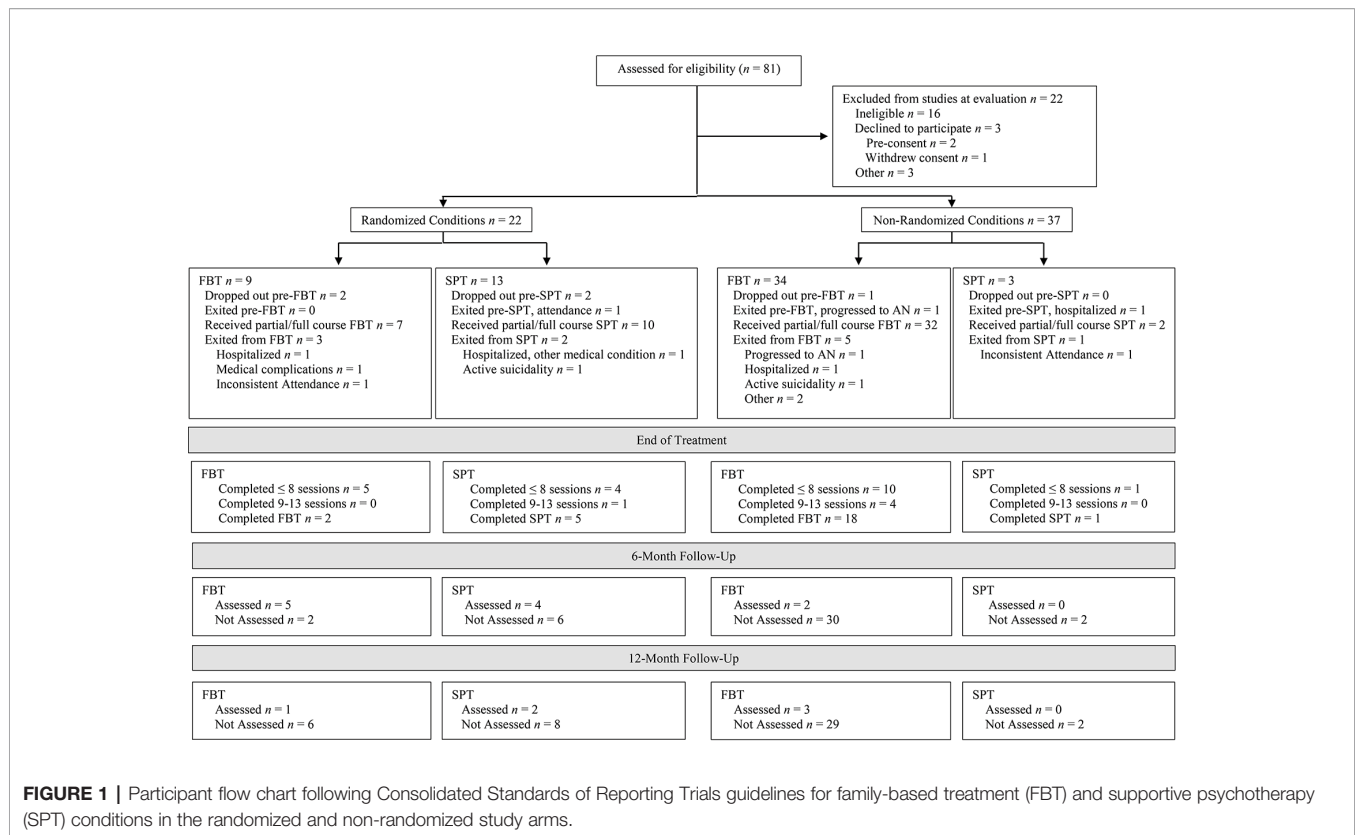 Assessed for eligibility (n = 81)
Excluded from studies at evaluation n = 22
Ineligible n = 16
Declined to participate n = 3
Pre-consent n = 2
Withdrew consent n = 1
Other n = 3
Randomized Conditions n = 22
Non-Randomized Conditions n = 37
FBT n = 9
Dropped out pre-FBT n = 2
Exited pre-FBT n = 0
Received partial/full course FBT n = 7
Exited from FBT n = 3
Hospitalized n = 1
Medical complications n = 1
Inconsistent Attendance n = 1
SPT n = 13
Dropped out pre-SPT n = 2
Exited pre-SPT, attendance n = 1
Received partial/full course SPT n = 10
Exited from SPT n = 2
Hospitalized, other medical condition n = 1
Active suicidality n = 1
FBT n = 34
Dropped out pre-FBT n = 1
Exited pre-FBT, progressed to AN n = 1
Received partial/full course FBT n = 32
Exited from FBT n = 5
Progressed to AN n = 1
Hospitalized n = 1
Active suicidality n = 1
Other n = 2
SPT n = 3
Dropped out pre-SPT n = 0
Exited pre-SPT, hospitalized n = 1
Received partial/full course SPT n = 2
Exited from SPT n = 1
Inconsistent Attendance n = 1
End of Treatment
FBT
Completed ≤ 8 sessions n = 5
Completed 9-13 sessions n = 0
Completed FBT n = 2
SPT
Completed ≤ 8 sessions n = 4
Completed 9-13 sessions n = 1
Completed SPT n = 5
FBT
Completed ≤ 8 sessions n = 10
Completed 9-13 sessions n = 4
Completed FBT n = 18
SPT
Completed ≤ 8 sessions n = 1
Completed 9-13 sessions n = 0
Completed SPT n = 1
6-Month Follow-Up
FBT
Assessed n = 5
Not Assessed n = 2
SPT
Assessed n = 4
Not Assessed n = 6
FBT
Assessed n = 2
Not Assessed n = 30
SPT
Assessed n = 0
Not Assessed n = 2
12-Month Follow-Up
FBT
Assessed n = 1
Not Assessed n = 6
SPT
Assessed n = 2
Not Assessed n = 8
FBT
Assessed n = 3
Not Assessed n = 29
SPT
Assessed n = 0
Not Assessed n = 2
FIGURE 1 | Participant flow chart following Consolidated Standards of Reporting Trials guidelines for family-based treatment (FBT) and supportive psychotherapy
(SPT) conditions in the randomized and non-randomized study arms.